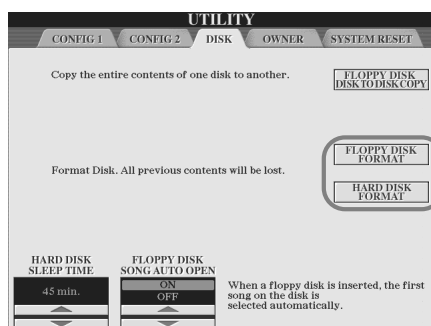 UTILITY
CONFIG 1 CONFIG 2 DISK OWNER SYSTEM RESET
Copy the entire contents of one disk to another.
FLOPPY DISK
DISK TO DISK COPY
Format Disk. All previous contents will be lost.
FLOPPY DISK
FORMAT
HARD DISK
FORMAT
HARD DISK
SLEEP TIME
45 min.
FLOPPY DISK
SONG AUTO OPEN
ON
OFF
When a floppy disk is inserted, the first
song on the disk is
selected automatically.